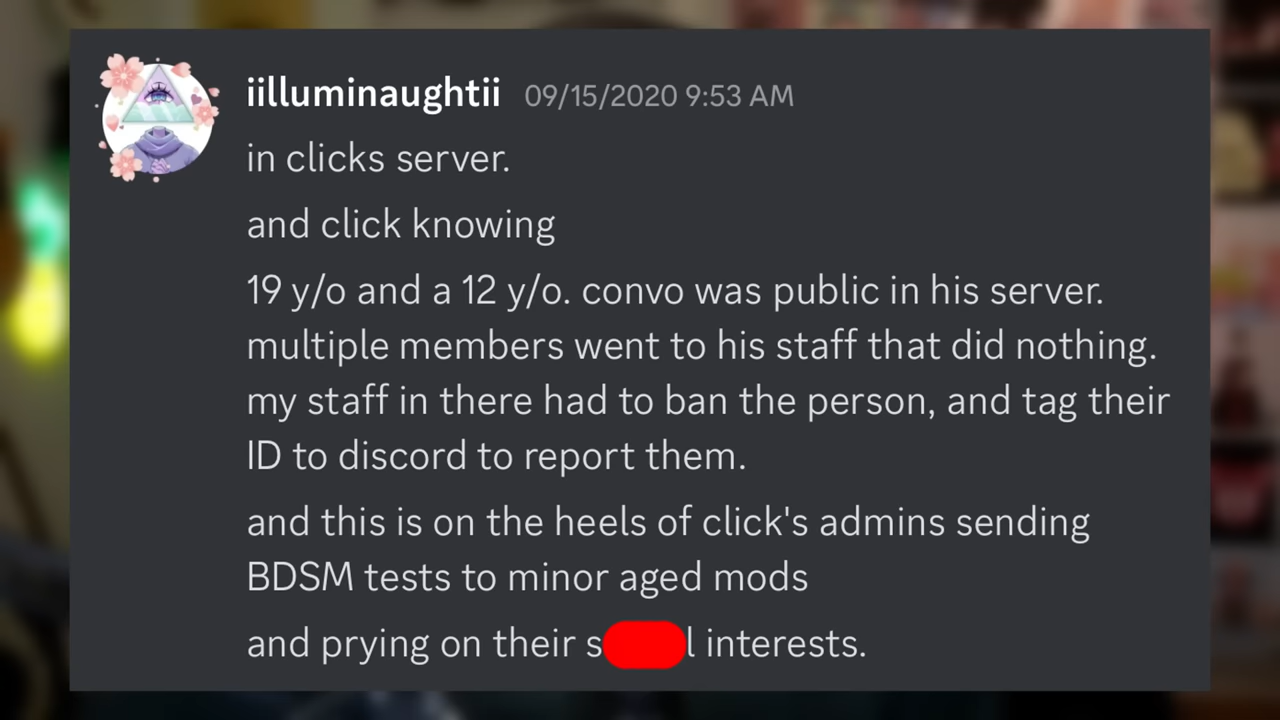 iilluminaughtii 09/15/2020 9:53 AM
in clicks server.
and click knowing
19 y/o and a 12 y/o. convo was public in his server.
multiple members went to his staff that did nothing.
my staff in there had to ban the person, and tag their
ID to discord to report them.
and this is on the heels of click's admins sending
BDSM tests to minor aged mods
and prying on their s l interests.